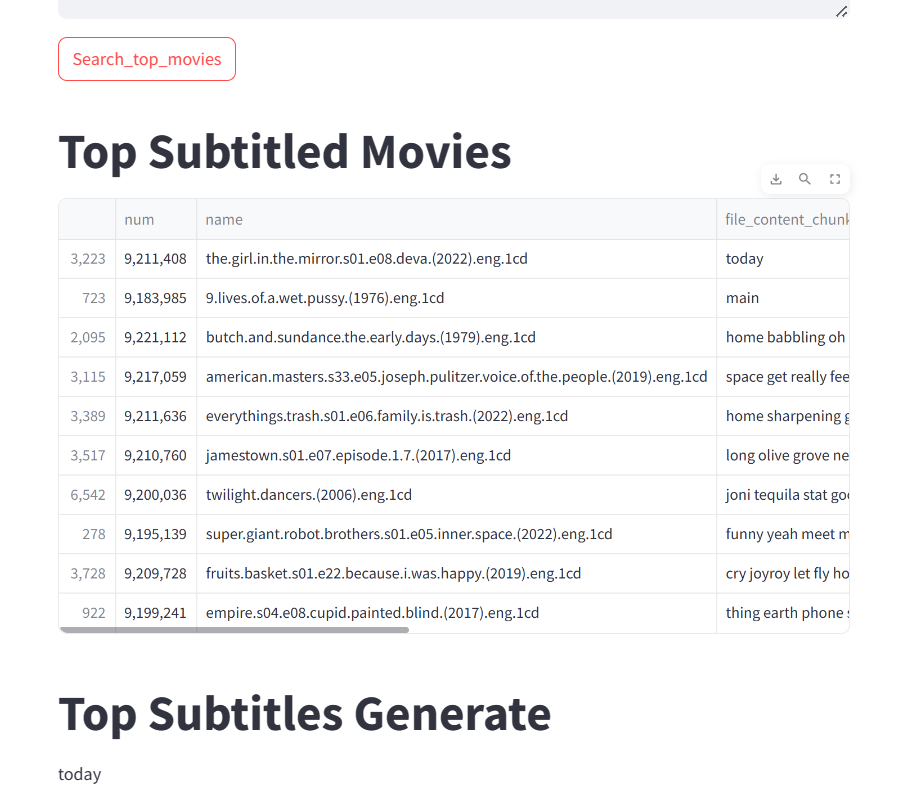 Search_top_movies
Top Subtitled Movies
num name file_content_chunk
3,223 9,211,408 the.girl.in.the.mirror.s01.e08.deva.(2022).eng.1cd today
723 9,183,985 9.lives.of.a.wet.pussy.(1976).eng.1cd main
2,095 9,221,112 butch.and.sundance.the.early.days.(1979).eng.1cd home babbling oh
3,115 9,217,059 american.masters.s33.e05.joseph.pulitzer.voice.of.the.people.(2019).eng.1cd space get really fee
3,389 9,211,636 everythings.trash.s01.e06.family.is.trash.(2022).eng.1cd home sharpening g
3,517 9,210,760 jamestown.s01.e07.episode.1.7.(2017).eng.1cd long olive grove ne
6,542 9,200,036 twilight.dancers.(2006).eng.1cd joni tequila stat goo
278 9,195,139 super.giant.robot.brothers.s01.e05.inner.space.(2022).eng.1cd funny yeah meet m
3,728 9,209,728 fruits.basket.s01.e22.because.i.was.happy.(2019).eng.1cd cry joyroy let fly ho
922 9,199,241 empire.s04.e08.cupid.painted.blind.(2017).eng.1cd thing earth phone s
Top Subtitles Generate
today